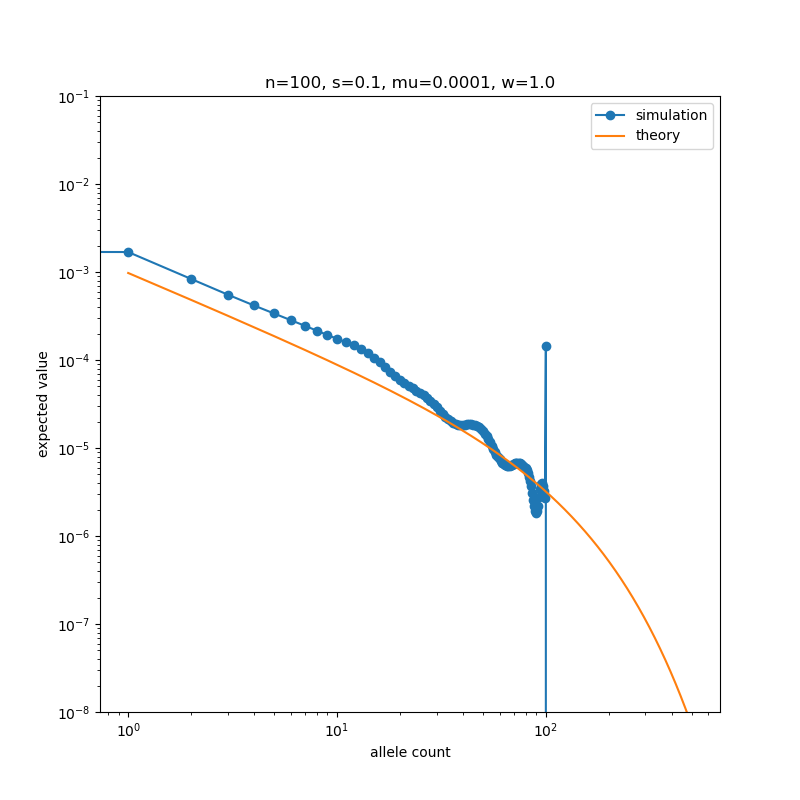 n=100, s=0.1, mu=0.0001, w=1.0
simulation
theory
expected value
10⁻¹
10⁻²
10⁻³
10⁻⁴
10⁻⁵
10⁻⁶
10⁻⁷
10⁻⁸
10⁰ 10¹ 10²
allele count